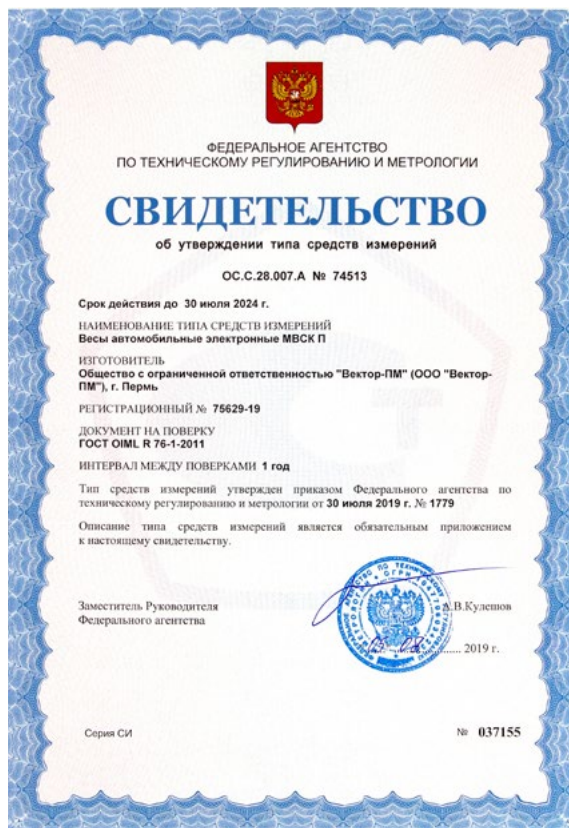 ФЕДЕРАЛЬНОЕ АГЕНТСТВО
ПО ТЕХНИЧЕСКОМУ РЕГУЛИРОВАНИЮ И МЕТРОЛОГИИ
СВИДЕТЕЛЬСТВО
об утверждении типа средств измерений
ОС.С.28.007.А № 74513
Срок действия до 30 июля 2024 г.
НАИМЕНОВАНИЕ ТИПА СРЕДСТВ ИЗМЕРЕНИЙ
Весы автомобильные электронные МВСК П
ИЗГОТОВИТЕЛЬ
Общество с ограниченной ответственностью "Вектор-ПМ" (ООО "Вектор-
ПМ"), г. Пермь
РЕГИСТРАЦИОННЫЙ № 75629-19
ДОКУМЕНТ НА ПОВЕРКУ
ГОСТ OIML R 76-1-2011
ИНТЕРВАЛ МЕЖДУ ПОВЕРКАМИ 1 год
Тип средств измерений утвержден приказом Федерального агентства по
техническому регулированию и метрологии от 30 июля 2019 г. № 1779
Описание типа средств измерений является обязательным приложением
к настоящему свидетельству.
Заместитель Руководителя
Федерального агентства
А.В.Кулешов
2019 г.
Серия СИ
№ 037155